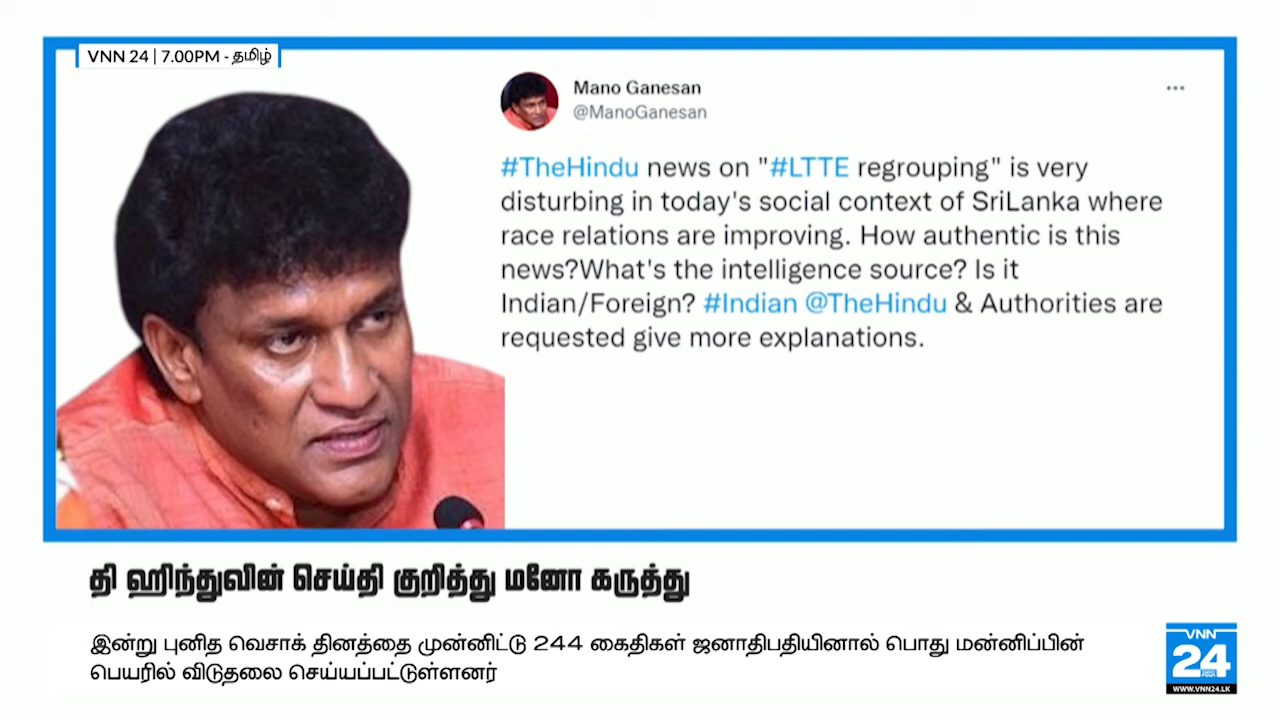 VNN 24 | 7.00PM - தமிழ்
Mano Ganesan
@ManoGanesan
#TheHindu news on "#LTTE regrouping" is very
disturbing in today's social context of SriLanka where
race relations are improving. How authentic is this
news?What's the intelligence source? Is it
Indian/Foreign? #Indian @TheHindu & Authorities are
requested give more explanations.
தி ஹிந்துவின் செய்தி குறித்து மனோ கருத்து
இன்று புனித வெசாக் தினத்தை முன்னிட்டு 244 கைதிகள் ஜனாதிபதியினால் பொது மன்னிப்பின்
பெயரில் விடுதலை செய்யப்பட்டுள்ளனர்
VNN
24
WWW.VNN24.LK